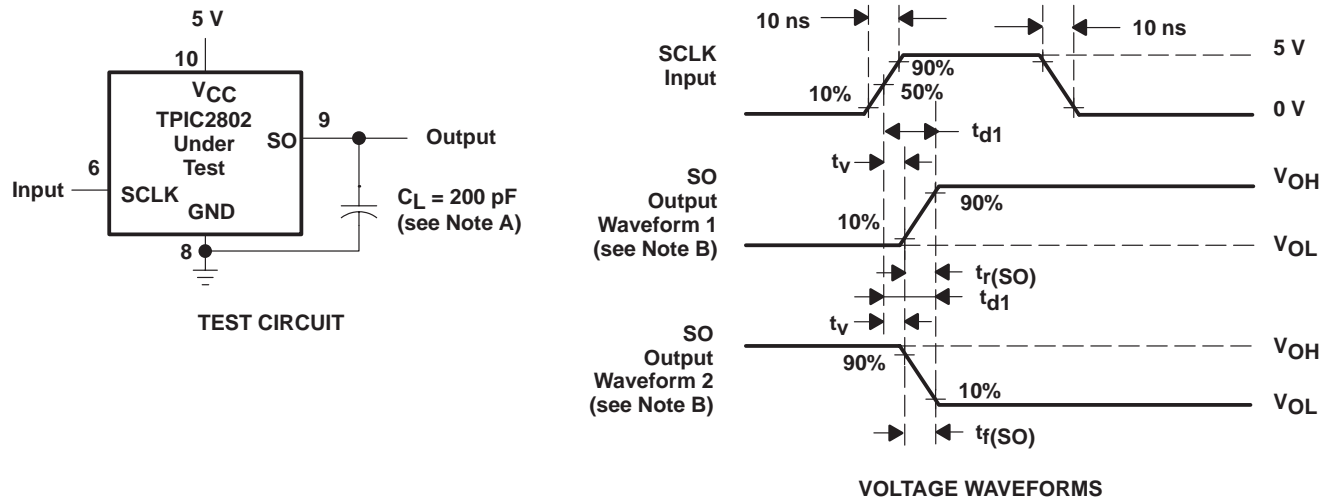 5 V
10
VCC
TPIC2802
Under
Test
SO
9
Output
6
Input
SCLK
GND
CL = 200 pF
(see Note A)
8
TEST CIRCUIT
10 ns
10 ns
SCLK
Input
5 V
90%
10%
50%
0 V
td1
tv
SO
Output
Waveform 1
(see Note B)
VOH
90%
10%
VOL
tr(SO)
td1
tv
SO
Output
Waveform 2
(see Note B)
VOH
90%
10%
VOL
tf(SO)
VOLTAGE WAVEFORMS